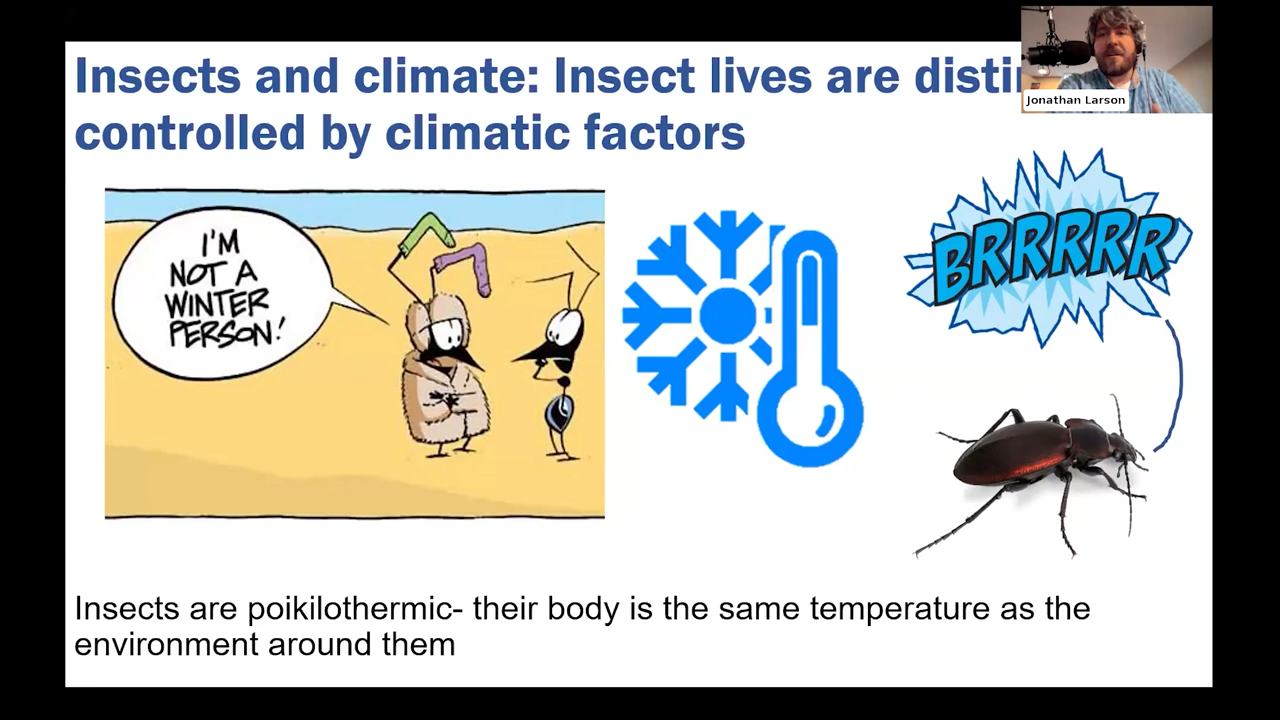 Insects and climate: Insect lives are
controlled by climatic factors
Jonathan Larson
I'M
NOT A
WINTER
PERSON!
BRRRRR
Insects are poikilothermic- their body is the same temperature as the
environment around them